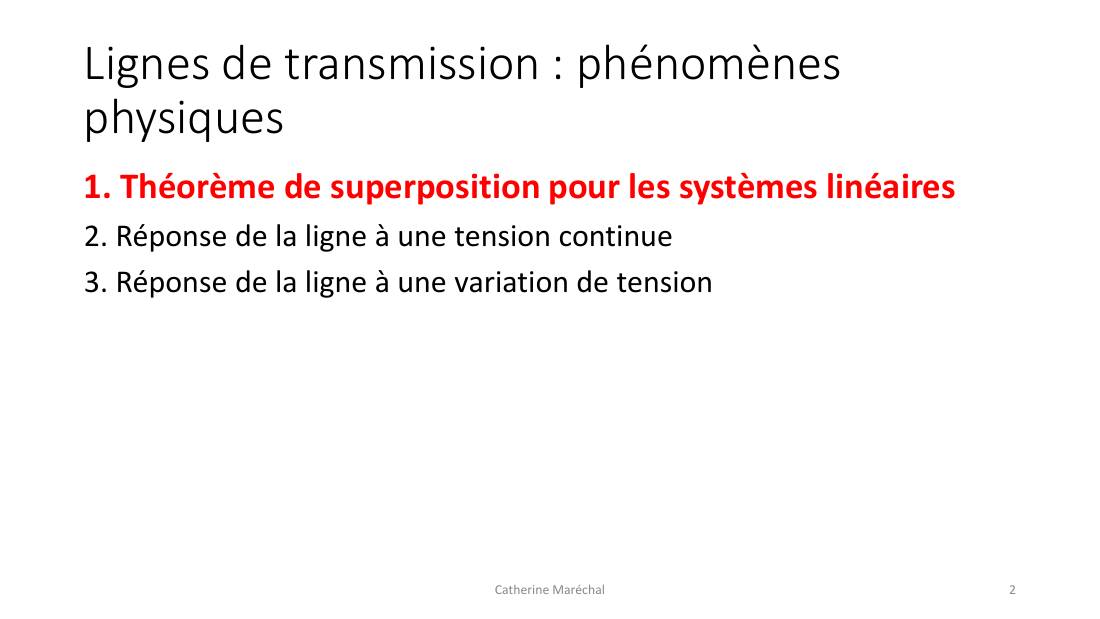 Lignes de transmission : phénomènes
physiques
1. Théorème de superposition pour les systèmes linéaires
2. Réponse de la ligne à une tension continue
3. Réponse de la ligne à une variation de tension
Catherine Maréchal
2